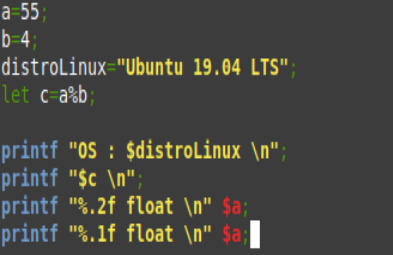 a=55;
b=4;
distroLinux="Ubuntu 19.04 LTS";
let c=a%b;
printf "OS : $distroLinux \n";
printf "$c \n";
printf "%.2f float \n" $a;
printf "%.1f float \n" $a;